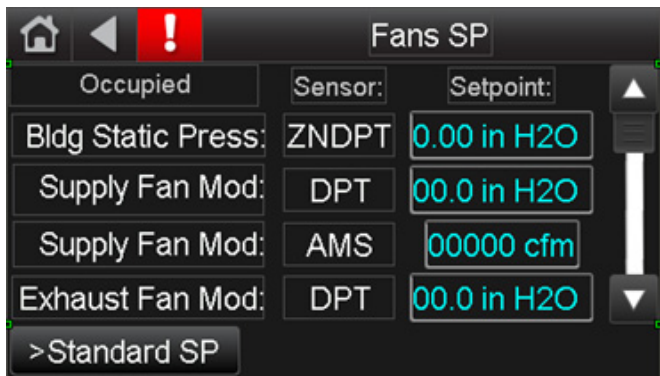 ! Fans SP
Occupied Sensor: Setpoint:
Bldg Static Press: ZNDPT 0.00 in H2O
Supply Fan Mod: DPT 00.0 in H2O
Supply Fan Mod: AMS 00000 cfm
Exhaust Fan Mod: DPT 00.0 in H2O
>Standard SP